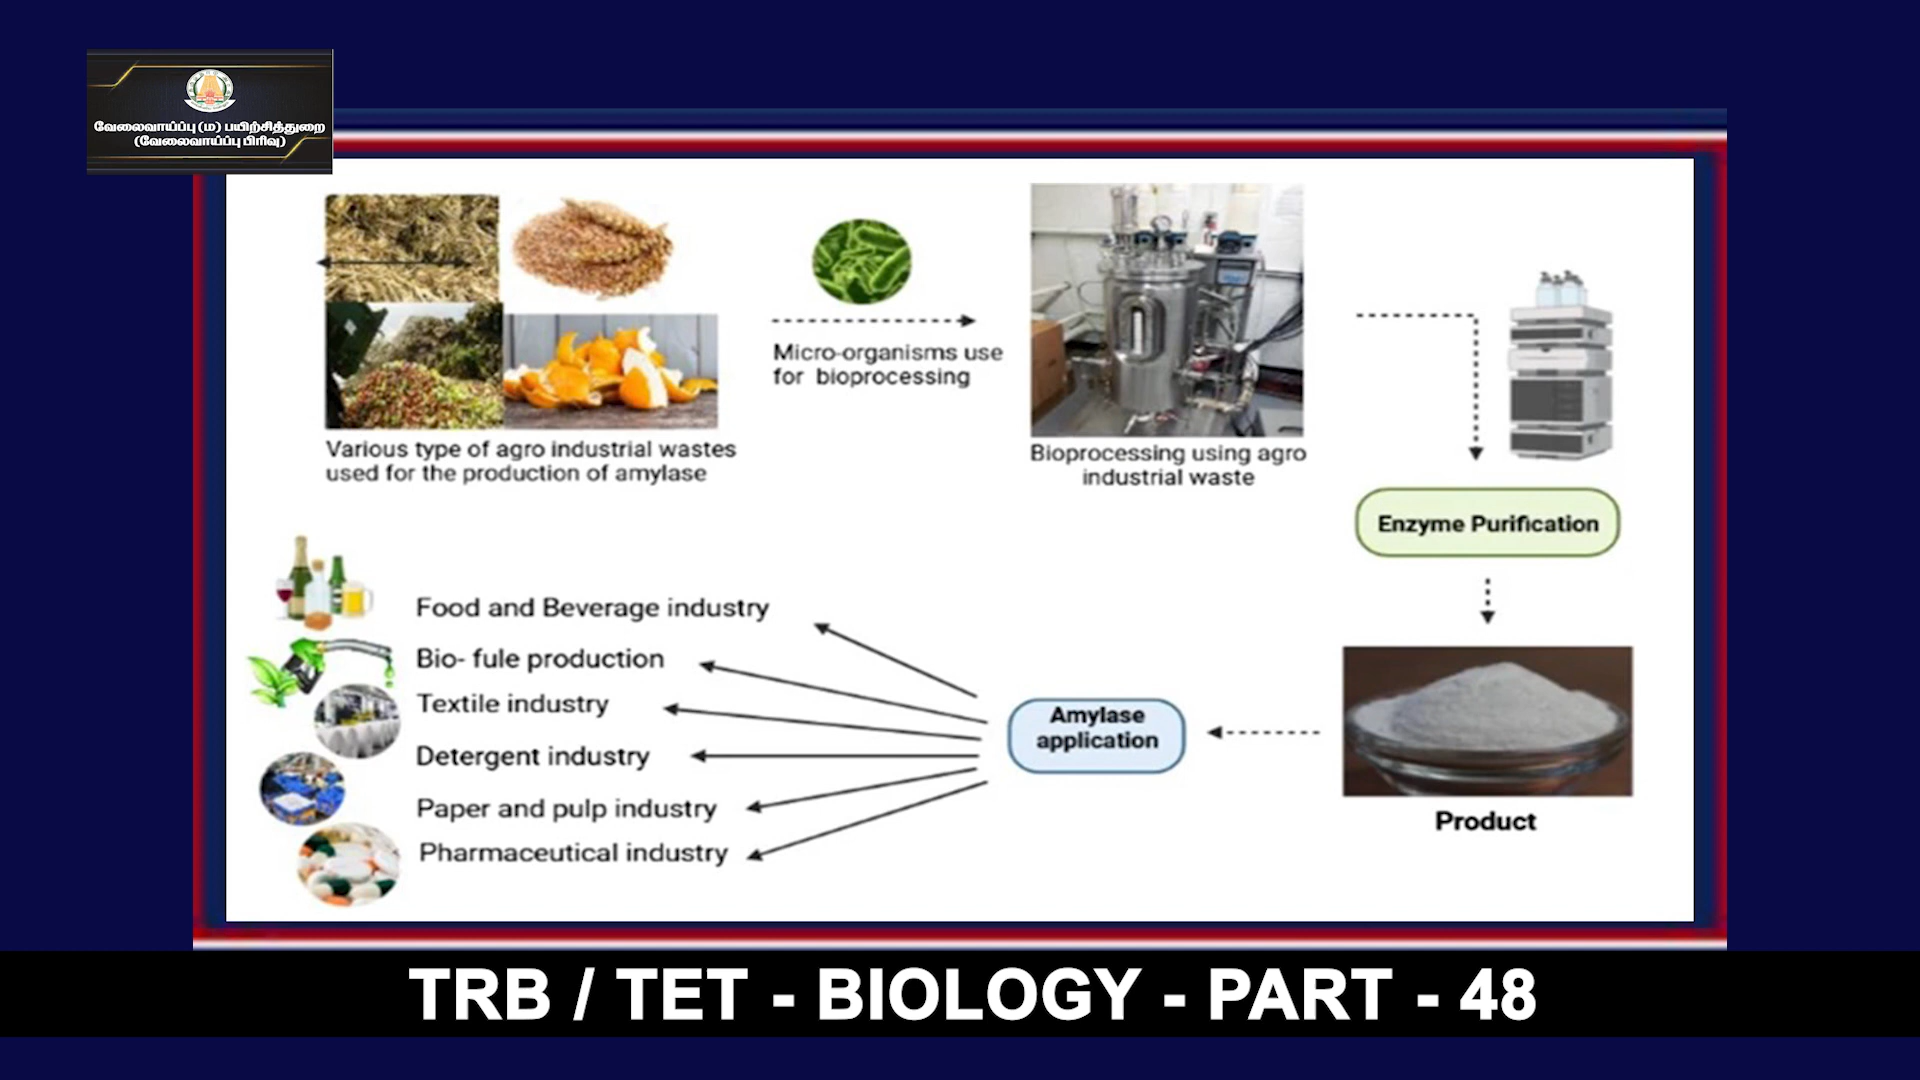 வேலைவாய்ப்பு (ம) பயிற்சித்துறை
(வேலைவாய்ப்பு பிரிவு)
Micro-organisms use
for bioprocessing
Various type of agro industrial wastes
used for the production of amylase
Bioprocessing using agro
industrial waste
Enzyme Purification
Food and Beverage industry
Bio- fule production
Textile industry
Detergent industry
Paper and pulp industry
Pharmaceutical industry
Amylase
application
Product
TRB / TET - BIOLOGY - PART - 48